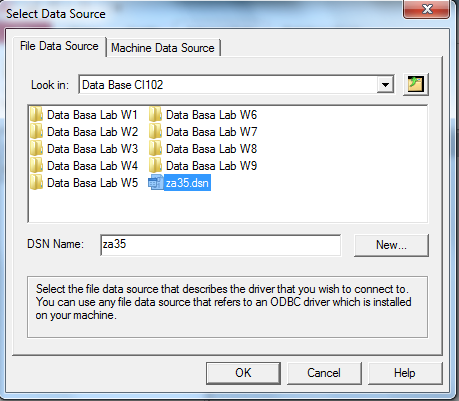 Select Data Source
File Data Source Machine Data Source
Look in: Data Base CI102
Data Basa Lab W1 Data Basa Lab W6
Data Basa Lab W2 Data Basa Lab W7
Data Basa Lab W3 Data Basa Lab W8
Data Basa Lab W4 Data Basa Lab W9
Data Basa Lab W5 za35.dsn
DSN Name: za35 New...
Select the file data source that describes the driver that you wish to connect to.
You can use any file data source that refers to an ODBC driver which is installed
on your machine.
OK Cancel Help